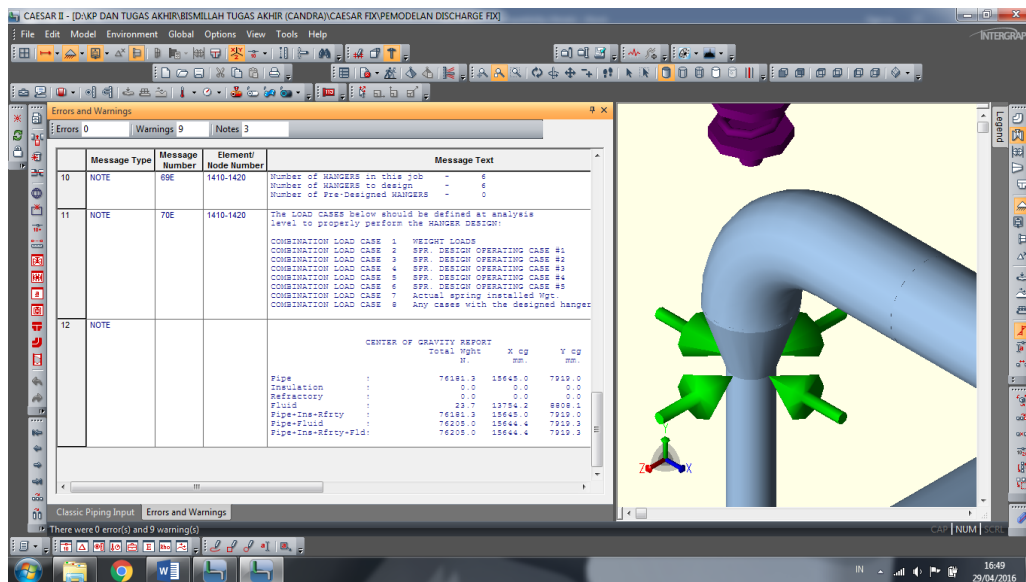 CAESAR II - [D:\KP DAN TUGAS AKHIR\BISMILLAH TUGAS AKHIR (CANDRA)\CAESAR FIX\PEMODELAN DISCHARGE FIX]
File Edit Model Environment Global Options View Tools Help
INTERGRAPH
Errors and Warnings
Errors 0 Warnings 9 Notes 3
Message Type Message Number Element/ Node Number Message Text
10 NOTE 69E 1410-1420 Number of HANGERS in this job - 6
Number of HANGERS to design - 6
Number of Pre-Designed HANGERS - 0
11 NOTE 70E 1410-1420 The LOAD CASES below should be defined at analysis
level to properly perform the HANGER DESIGN:
COMBINATION LOAD CASE 1 WEIGHT LOADS
COMBINATION LOAD CASE 2 SPR. DESIGN OPERATING CASE #1
COMBINATION LOAD CASE 3 SPR. DESIGN OPERATING CASE #2
COMBINATION LOAD CASE 4 SPR. DESIGN OPERATING CASE #3
COMBINATION LOAD CASE 5 SPR. DESIGN OPERATING CASE #4
COMBINATION LOAD CASE 6 SPR. DESIGN OPERATING CASE #5
COMBINATION LOAD CASE 7 Actual spring installed Wgt.
COMBINATION LOAD CASE 8 Any cases with the designed hanger
12 NOTE
CENTER OF GRAVITY REPORT
Total Wght X cg Y cg
N. mm. mm.
Pipe : 76181.3 15645.0 7919.0
Insulation : 0.0 0.0 0.0
Refractory : 0.0 0.0 0.0
Fluid : 23.7 13754.2 8808.1
Pipe+Ins+Rfrty : 76181.3 15645.0 7919.0
Pipe+Fluid : 76205.0 15644.4 7919.3
Pipe+Ins+Rfrty+Fld: 76205.0 15644.4 7919.3
Legend
Y
Z X
Classic Piping Input Errors and Warnings
There were 0 error(s) and 9 warning(s)
CAP NUM SCRL
IN
16:49
29/04/2016